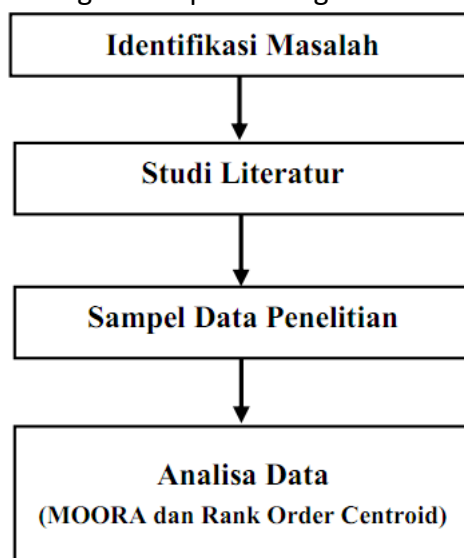 Identifikasi Masalah
Studi Literatur
Sampel Data Penelitian
Analisa Data
(MOORA dan Rank Order Centroid)